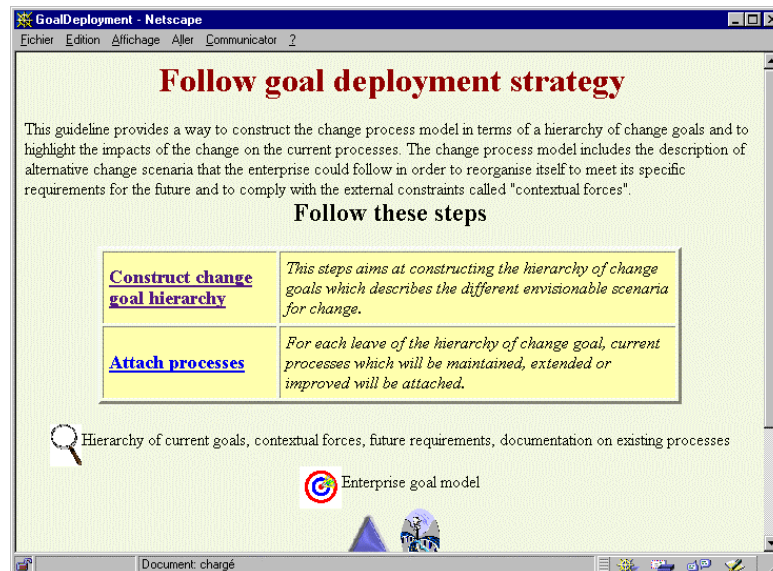 GoalDeployment - Netscape
Fichier Edition Affichage Aller Communicator ?
Follow goal deployment strategy
This guideline provides a way to construct the change process model in terms of a hierarchy of change goals and to
highlight the impacts of the change on the current processes. The change process model includes the description of
alternative change scenaria that the enterprise could follow in order to reorganise itself to meet its specific
requirements for the future and to comply with the external constraints called "contextual forces".
Follow these steps
Construct change
goal hierarchy
This steps aims at constructing the hierarchy of change
goals which describes the different envisionable scenaria
for change.
Attach processes
For each leave of the hierarchy of change goal, current
processes which will be maintained, extended or
improved will be attached.
Hierarchy of current goals, contextual forces, future requirements, documentation on existing processes
Enterprise goal model
Document: chargé